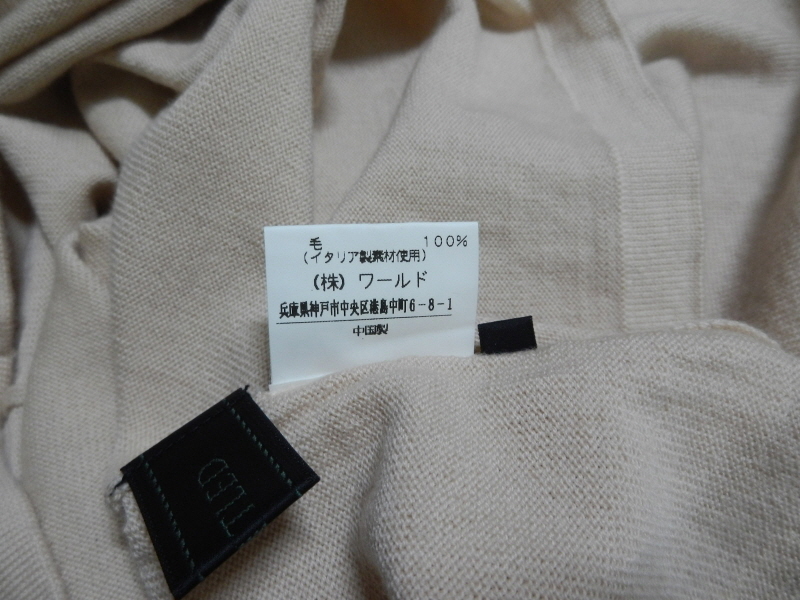 毛 100%
(イタリア製素材使用)
(株) ワールド
兵庫県神戸市中央区港島中町6-8-1
中国製